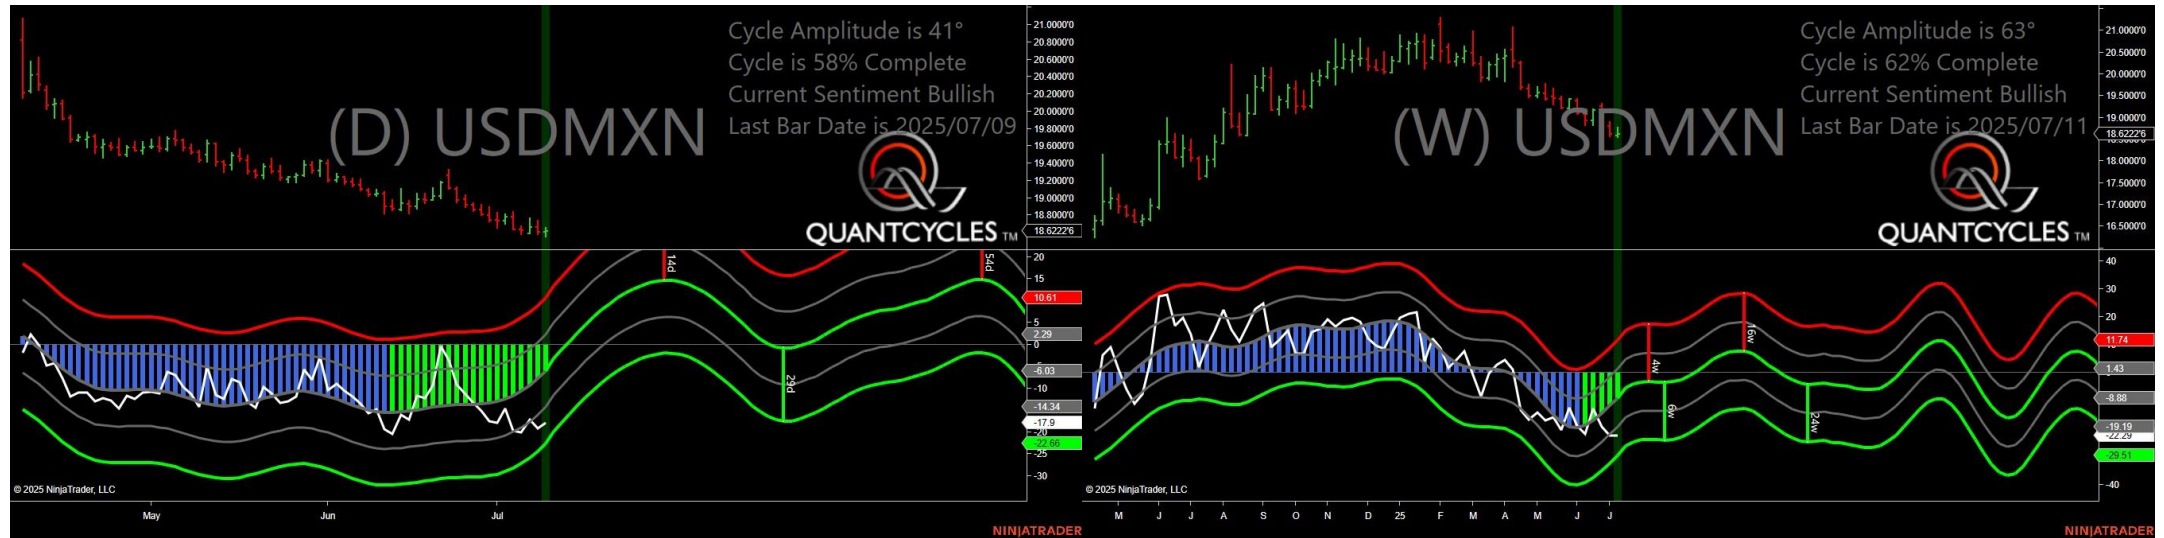 Cycle Amplitude is 41°
Cycle is 58% Complete
Current Sentiment Bullish
Last Bar Date is 2025/07/09
(D) USDMXN
QUANTCYCLES TM
21.0000'0
20.8000'0
20.6000'0
20.4000'0
20.2000'0
20.0000'0
19.8000'0
19.6000'0
19.4000'0
19.2000'0
19.0000'0
18.8000'0
18.6222'6
14d
54d
29d
20
15
10.61
5
2.29
0
-6.03
-10
-14.34
-17.9
-22.66
-25
-30
© 2025 NinjaTrader, LLC
May
Jun
Jul
NINJATRADER
Cycle Amplitude is 63°
Cycle is 62% Complete
Current Sentiment Bullish
Last Bar Date is 2025/07/11
(W) USDMXN
QUANTCYCLES TM
21.0000'0
20.5000'0
20.0000'0
19.5000'0
19.0000'0
18.6222'6
18.0000'0
17.5000'0
17.0000'0
16.5000'0
4w
6w
16w
24w
40
30
20
11.74
1.43
-8.88
-19.19
-22.29
-29.51
-40
© 2025 NinjaTrader, LLC
M J J A S O N D 25 F M A M J J
NINJATRADER